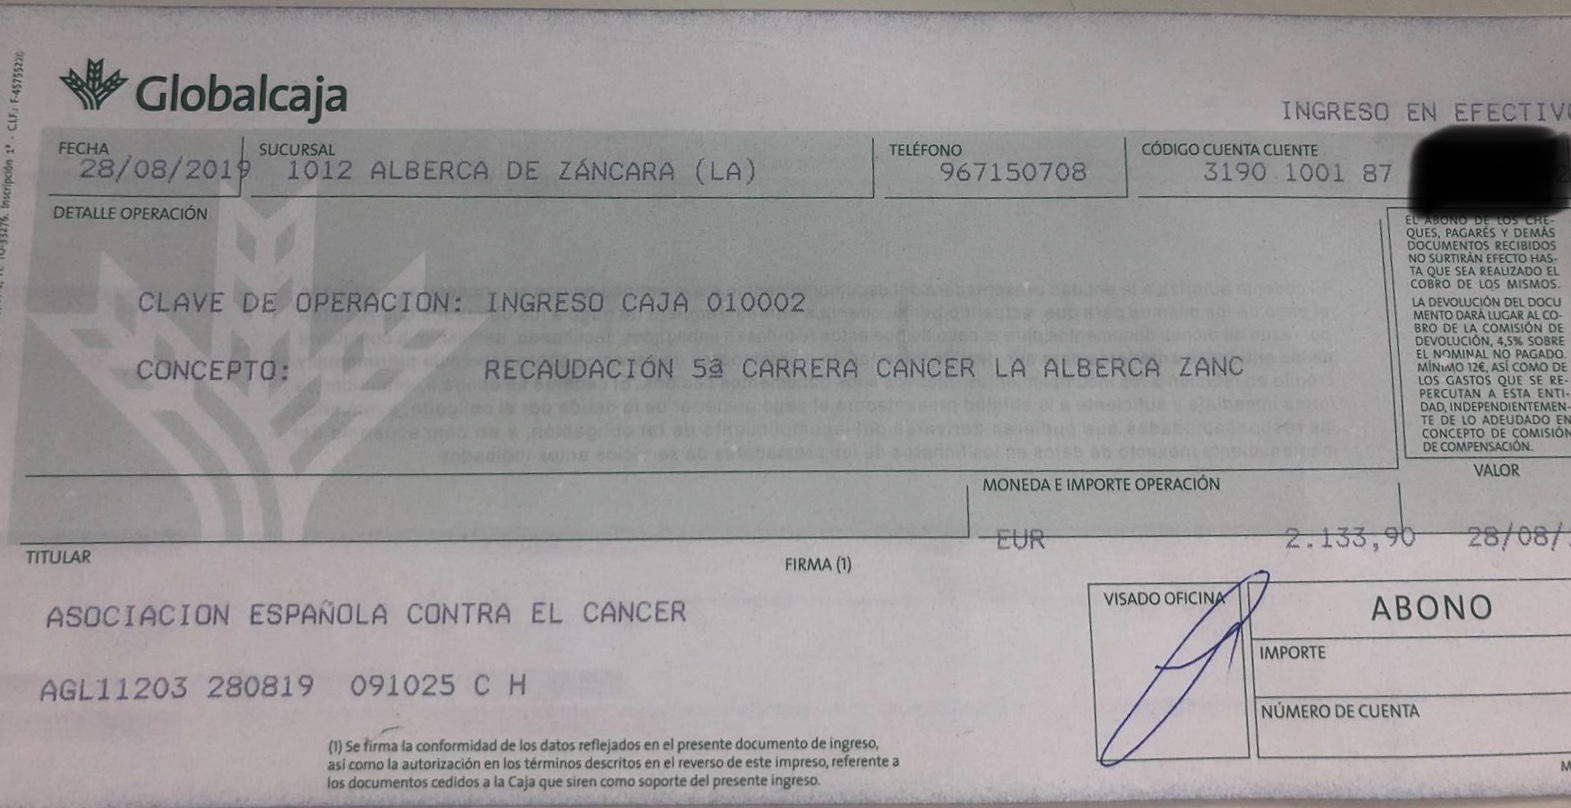 Inscripción 1ª - C.I.F.: F-45755220
Globalcaja
INGRESO EN EFECTIVO
FECHA
28/08/2019
SUCURSAL
1012 ALBERCA DE ZÁNCARA (LA)
TELÉFONO
967150708
CÓDIGO CUENTA CLIENTE
3190 1001 87
DETALLE OPERACIÓN
CLAVE DE OPERACION: INGRESO CAJA 010002
CONCEPTO: RECAUDACIÓN 5ª CARRERA CANCER LA ALBERCA ZANC
EL ABONO DE LOS CHE-
QUES, PAGARÉS Y DEMÁS
DOCUMENTOS RECIBIDOS
NO SURTIRÁN EFECTO HAS-
TA QUE SEA REALIZADO EL
COBRO DE LOS MISMOS.
LA DEVOLUCIÓN DEL DOCU
MENTO DARÁ LUGAR AL CO-
BRO DE LA COMISIÓN DE
DEVOLUCIÓN, 4,5% SOBRE
EL NOMINAL NO PAGADO.
MÍNIMO 12€, ASÍ COMO DE
LOS GASTOS QUE SE RE-
PERCUTAN A ESTA ENTI-
DAD, INDEPENDIENTEMEN-
TE DE LO ADEUDADO EN
CONCEPTO DE COMISIÓN
DE COMPENSACIÓN.
MONEDA E IMPORTE OPERACIÓN
VALOR
EUR 2.133,90 28/08/
TITULAR
FIRMA (1)
ASOCIACION ESPAÑOLA CONTRA EL CANCER
AGL11203 280819 091025 C H
VISADO OFICINA
ABONO
IMPORTE
NÚMERO DE CUENTA
(1) Se firma la conformidad de los datos reflejados en el presente documento de ingreso,
así como la autorización en los términos descritos en el reverso de este impreso, referente a
los documentos cedidos a la Caja que siren como soporte del presente ingreso.